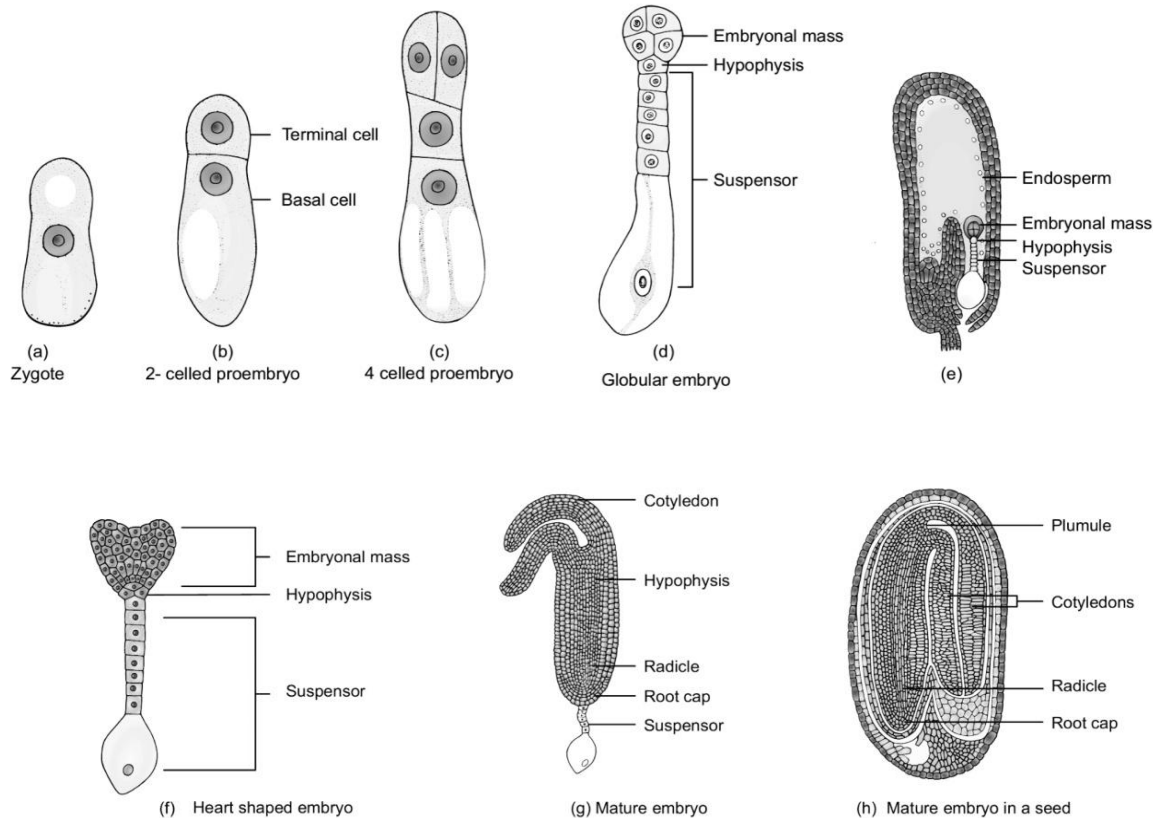 Terminal cell
Basal cell
Embryonal mass
Hypophysis
Suspensor
Endosperm
Embryonal mass
Hypophysis
Suspensor
(a)
Zygote
(b)
2- celled proembryo
(c)
4 celled proembryo
(d)
Globular embryo
(e)
Embryonal mass
Hypophysis
Suspensor
Cotyledon
Hypophysis
Radicle
Root cap
Suspensor
Plumule
Cotyledons
Radicle
Root cap
(f) Heart shaped embryo
(g) Mature embryo
(h) Mature embryo in a seed